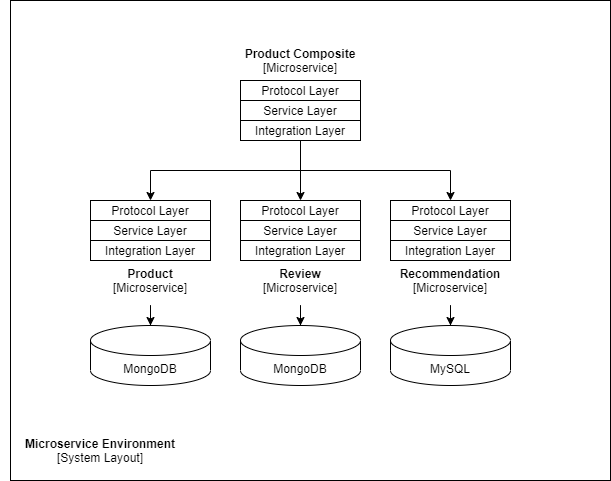 Product Composite
[Microservice]
Protocol Layer
Service Layer
Integration Layer
Protocol Layer
Service Layer
Integration Layer
Product
[Microservice]
MongoDB
Protocol Layer
Service Layer
Integration Layer
Review
[Microservice]
MongoDB
Protocol Layer
Service Layer
Integration Layer
Recommendation
[Microservice]
MySQL
Microservice Environment
[System Layout]